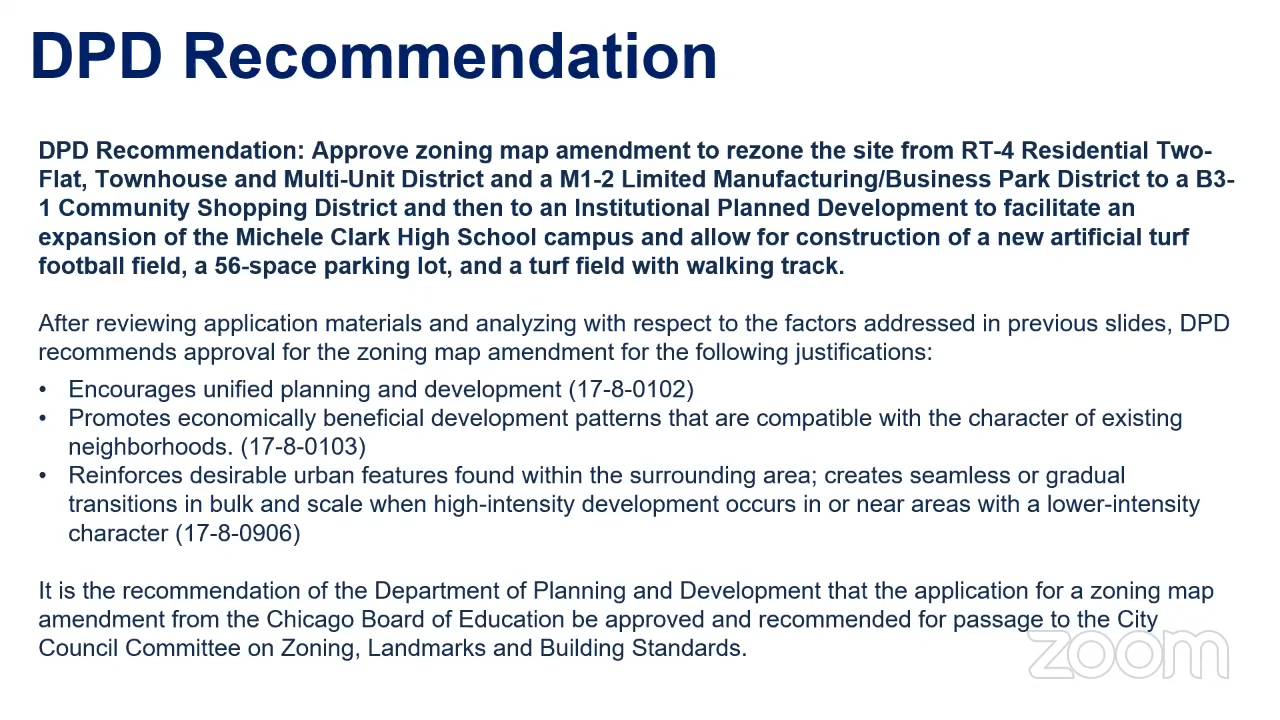 DPD Recommendation
DPD Recommendation: Approve zoning map amendment to rezone the site from RT-4 Residential Two-
Flat, Townhouse and Multi-Unit District and a M1-2 Limited Manufacturing/Business Park District to a B3-
1 Community Shopping District and then to an Institutional Planned Development to facilitate an
expansion of the Michele Clark High School campus and allow for construction of a new artificial turf
football field, a 56-space parking lot, and a turf field with walking track.
After reviewing application materials and analyzing with respect to the factors addressed in previous slides, DPD
recommends approval for the zoning map amendment for the following justifications:
• Encourages unified planning and development (17-8-0102)
• Promotes economically beneficial development patterns that are compatible with the character of existing
neighborhoods. (17-8-0103)
• Reinforces desirable urban features found within the surrounding area; creates seamless or gradual
transitions in bulk and scale when high-intensity development occurs in or near areas with a lower-intensity
character (17-8-0906)
It is the recommendation of the Department of Planning and Development that the application for a zoning map
amendment from the Chicago Board of Education be approved and recommended for passage to the City
Council Committee on Zoning, Landmarks and Building Standards.
zoom